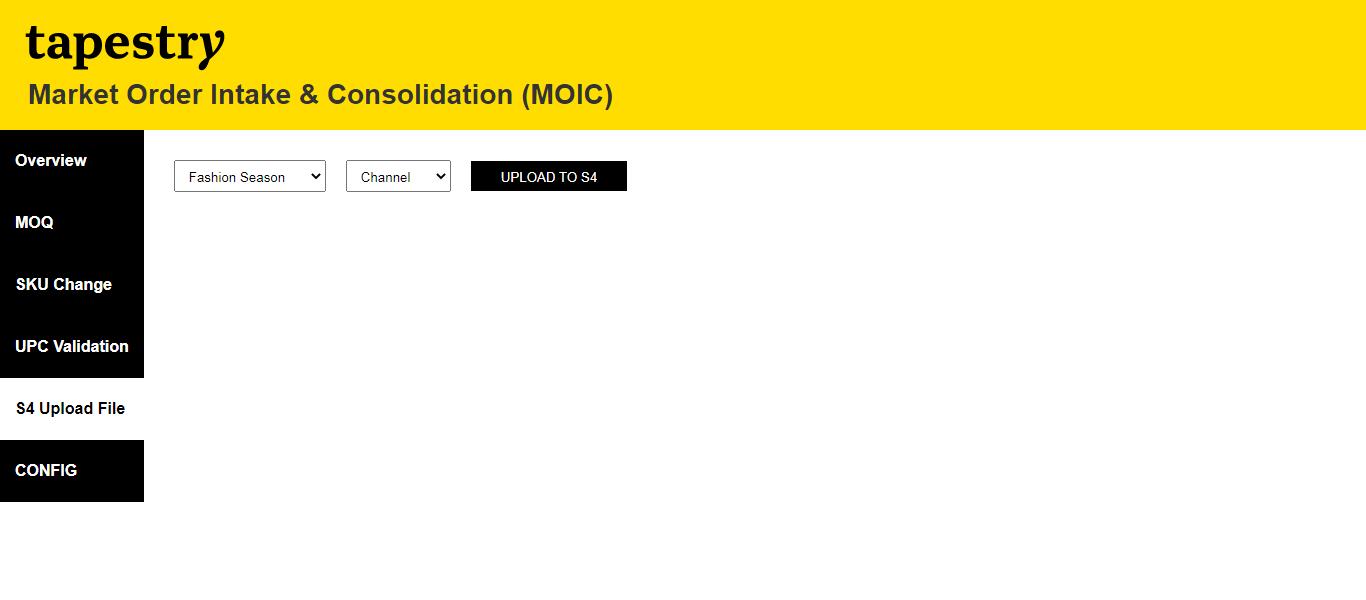 tapestry
Market Order Intake & Consolidation (MOIC)
Overview
MOQ
SKU Change
UPC Validation
S4 Upload File
CONFIG
Fashion Season
Channel
UPLOAD TO S4